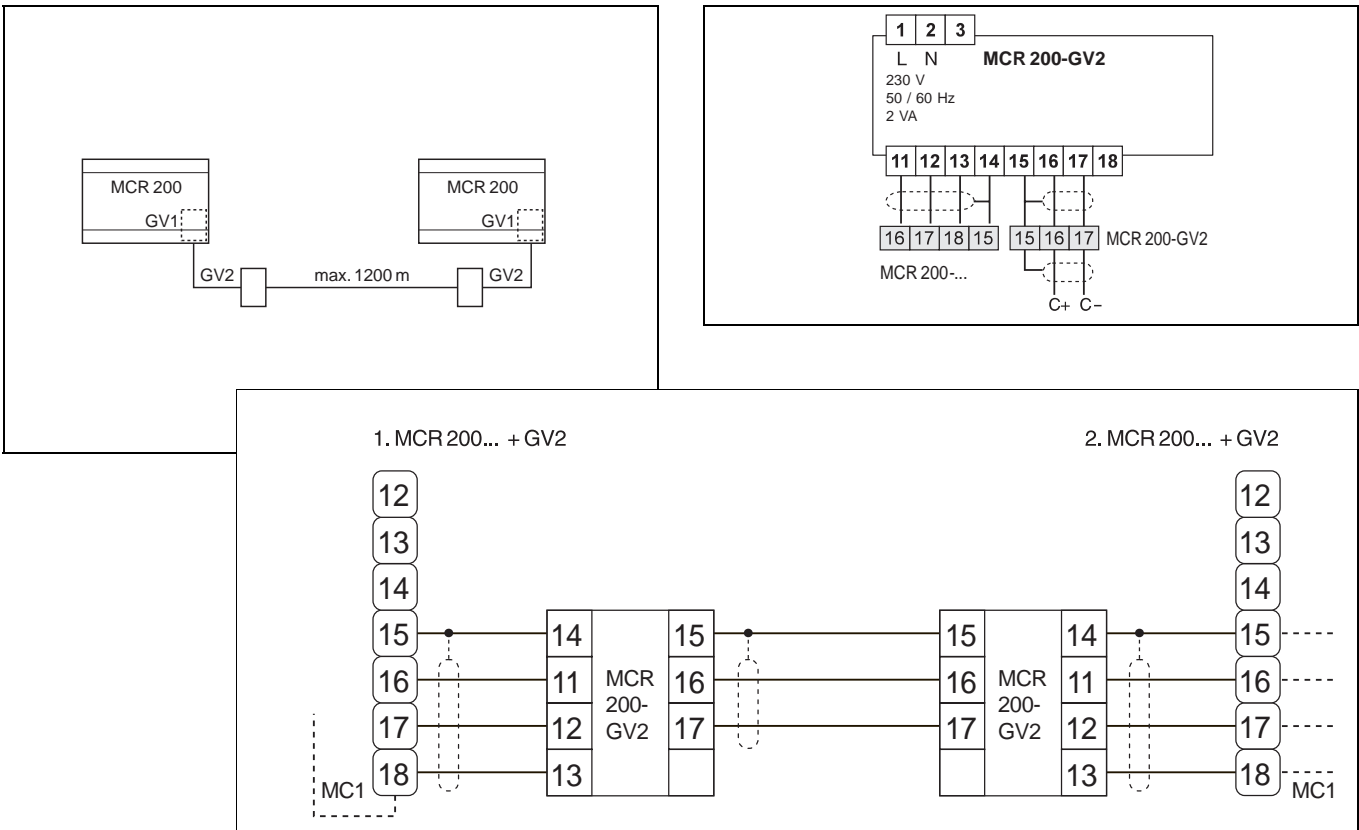 MCR 200 MCR 200
GV1 GV1
GV2 max. 1200 m GV2
1 2 3
L N MCR 200-GV2
230 V
50 / 60 Hz
2 VA
11 12 13 14 15 16 17 18
16 17 18 15 15 16 17 MCR 200-GV2
MCR 200-...
C+ C-
1. MCR 200... + GV2 2. MCR 200... + GV2
12 12
13 13
14 14
15 14 15 15 14 15
16 11 MCR 16 16 MCR 11 16
200- 200-
17 12 GV2 17 17 GV2 12 17
18 13 13 18
MC1 MC1